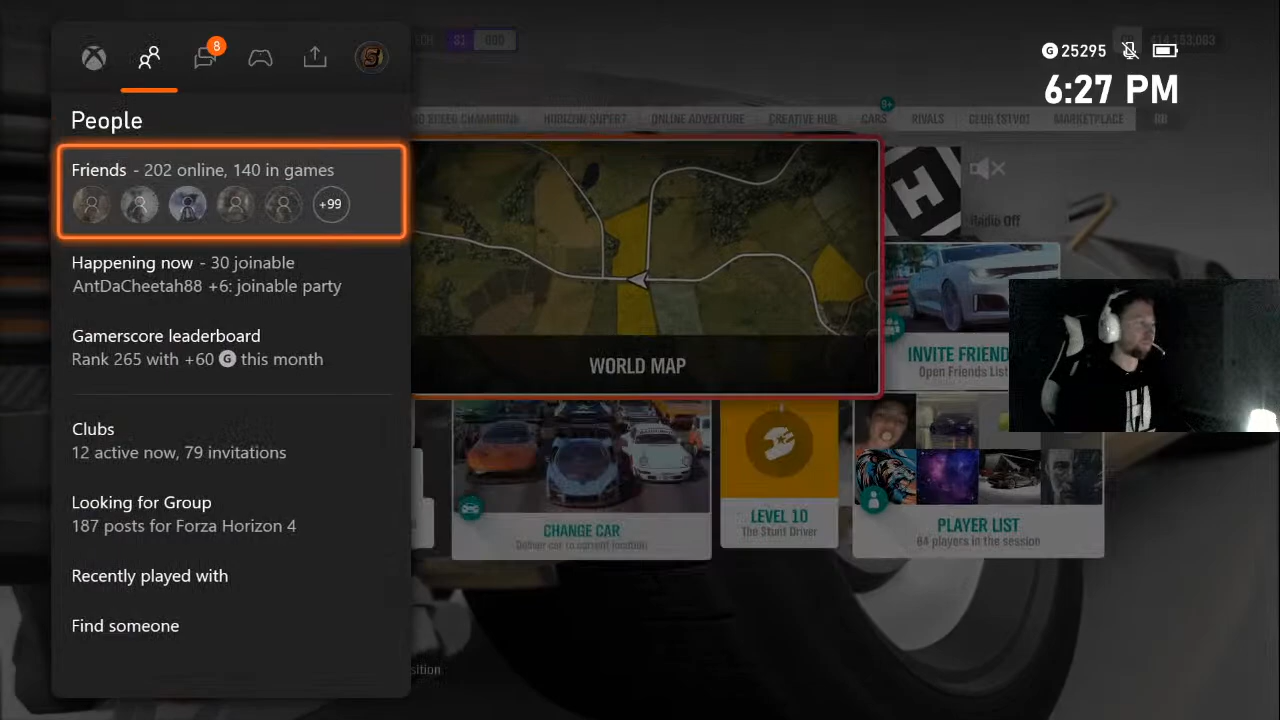 8
25295
6:27 PM
People
Friends - 202 online, 140 in games
+99
Happening now - 30 joinable
AntDaCheetah88 +6: joinable party
Gamerscore leaderboard
Rank 265 with +60 G this month
Clubs
12 active now, 79 invitations
Looking for Group
187 posts for Forza Horizon 4
Recently played with
Find someone
ONLINE ADVENTURE
CREATIVE HUB
CARS
RIVALS
MARKETPLACE
WORLD MAP
Radio Off
INVITE
Open Friends List
CHANGE CAR
Deliver car to current location
LEVEL 10
The Stunt Driver
PLAYER LIST
players in the session